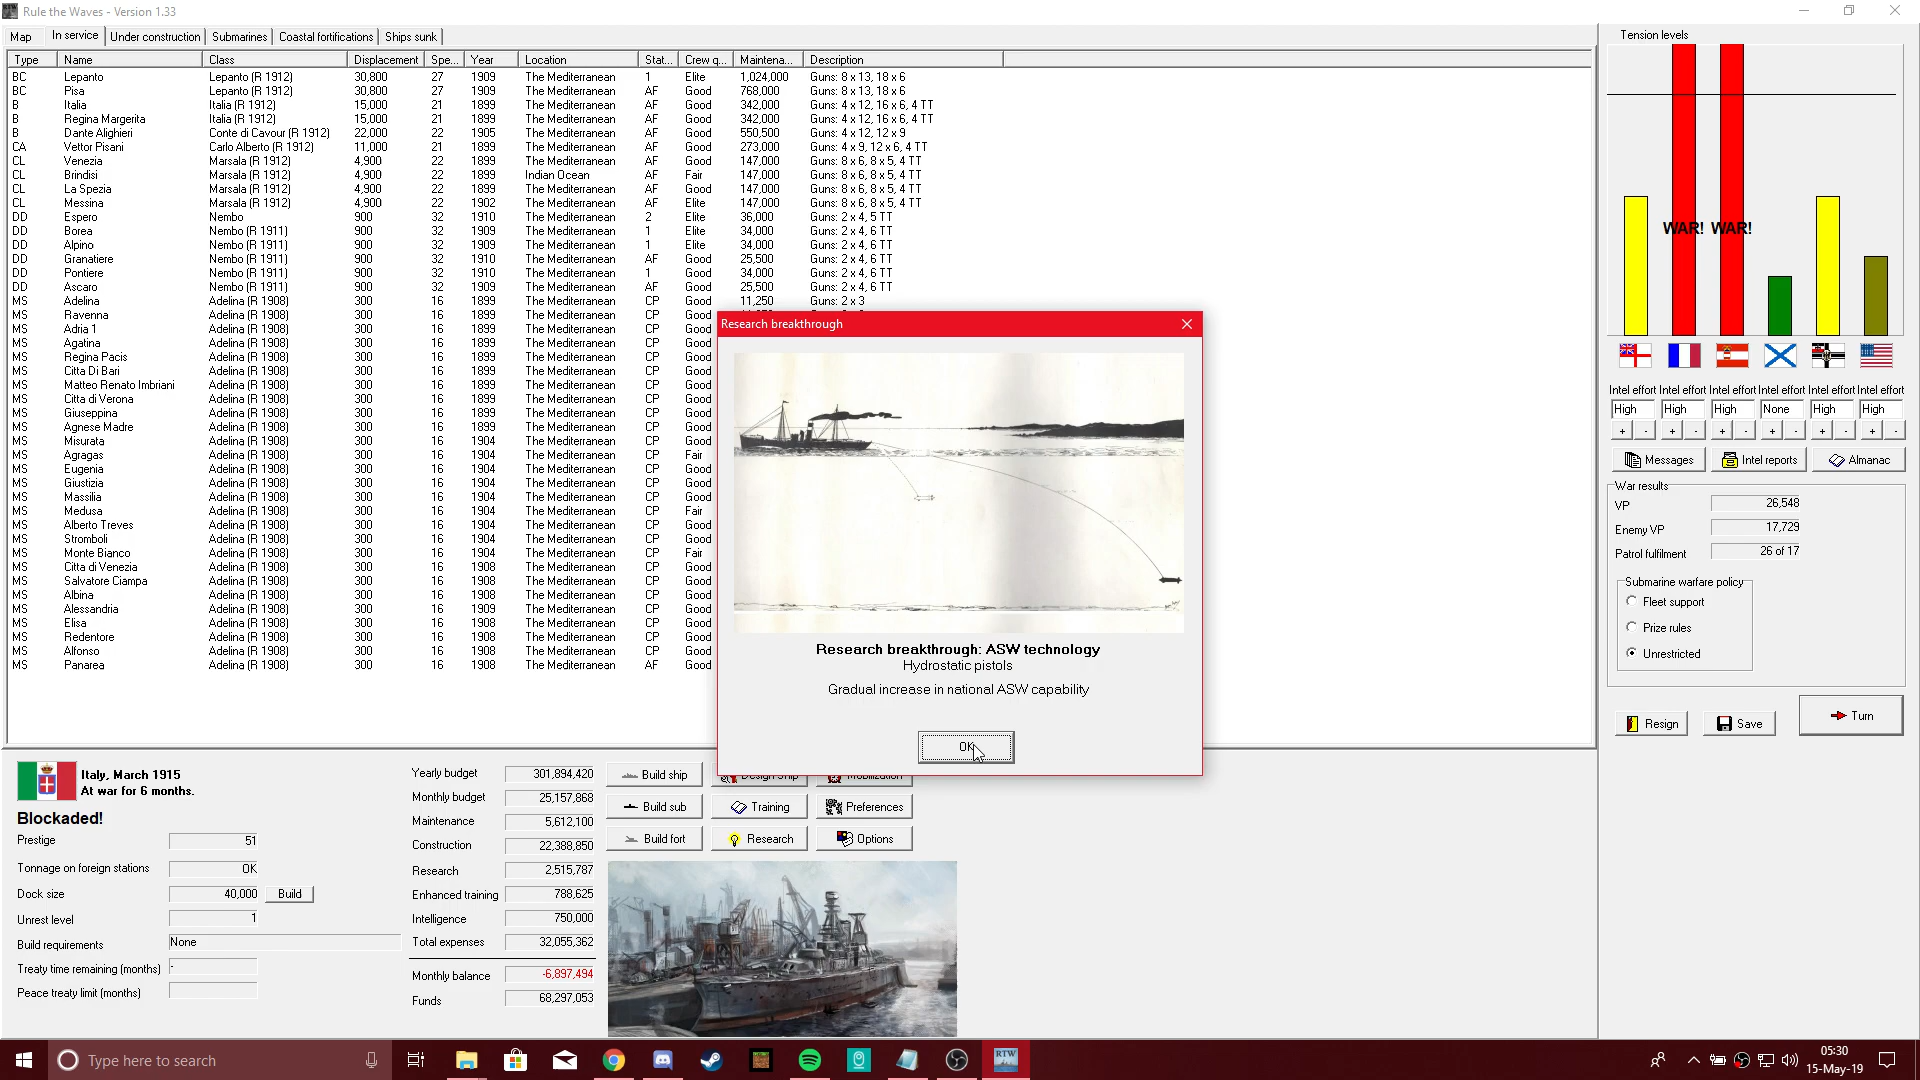 Rule the Waves - Version 1.33
Map In service Under construction Submarines Coastal fortifications Ships sunk
Type Name Class Displacement Spe... Year Location Stat... Crew q... Maintena... Description
BC Lepanto Lepanto (R 1912) 30,800 27 1909 The Mediterranean 1 Elite 1,024,000 Guns: 8 x 13, 18 x 6
BC Pisa Lepanto (R 1912) 30,800 27 1909 The Mediterranean AF Good 768,000 Guns: 8 x 13, 18 x 6
B Italia Italia (R 1912) 15,000 21 1899 The Mediterranean AF Good 342,000 Guns: 4 x 12, 16 x 6, 4 TT
B Regina Margerita Italia (R 1912) 15,000 21 1899 The Mediterranean AF Good 342,000 Guns: 4 x 12, 16 x 6, 4 TT
B Dante Alighieri Conte di Cavour (R 1912) 22,000 22 1905 The Mediterranean AF Good 550,500 Guns: 4 x 12, 12 x 9
CA Vettor Pisani Carlo Alberto (R 1912) 11,000 21 1899 The Mediterranean AF Good 273,000 Guns: 4 x 9, 12 x 6, 4 TT
CL Venezia Marsala (R 1912) 4,900 22 1899 The Mediterranean AF Good 147,000 Guns: 8 x 6, 8 x 5, 4 TT
CL Brindisi Marsala (R 1912) 4,900 22 1899 Indian Ocean AF Fair 147,000 Guns: 8 x 6, 8 x 5, 4 TT
CL La Spezia Marsala (R 1912) 4,900 22 1899 The Mediterranean AF Good 147,000 Guns: 8 x 6, 8 x 5, 4 TT
CL Messina Marsala (R 1912) 4,900 22 1902 The Mediterranean AF Elite 147,000 Guns: 8 x 6, 8 x 5, 4 TT
DD Espero Nembo 900 32 1910 The Mediterranean 2 Elite 36,000 Guns: 2 x 4, 5 TT
DD Borea Nembo (R 1911) 900 32 1909 The Mediterranean 1 Elite 34,000 Guns: 2 x 4, 6 TT
DD Alpino Nembo (R 1911) 900 32 1909 The Mediterranean 1 Elite 34,000 Guns: 2 x 4, 6 TT
DD Granatiere Nembo (R 1911) 900 32 1910 The Mediterranean AF Good 25,500 Guns: 2 x 4, 6 TT
DD Pontiere Nembo (R 1911) 900 32 1910 The Mediterranean 1 Good 34,000 Guns: 2 x 4, 6 TT
DD Ascaro Nembo (R 1911) 900 32 1909 The Mediterranean AF Good 25,500 Guns: 2 x 4, 6 TT
MS Adelina Adelina (R 1908) 300 16 1899 The Mediterranean CP Good 11,250 Guns: 2 x 3
MS Ravenna Adelina (R 1908) 300 16 1899 The Mediterranean CP Good
MS Adria 1 Adelina (R 1908) 300 16 1899 The Mediterranean CP Good
MS Agatina Adelina (R 1908) 300 16 1899 The Mediterranean CP Good
MS Regina Pacis Adelina (R 1908) 300 16 1899 The Mediterranean CP Good
MS Citta Di Bari Adelina (R 1908) 300 16 1899 The Mediterranean CP Good
MS Matteo Renato Imbriani Adelina (R 1908) 300 16 1899 The Mediterranean CP Good
MS Citta di Verona Adelina (R 1908) 300 16 1899 The Mediterranean CP Good
MS Giuseppina Adelina (R 1908) 300 16 1899 The Mediterranean CP Good
MS Agnese Madre Adelina (R 1908) 300 16 1899 The Mediterranean CP Good
MS Misurata Adelina (R 1908) 300 16 1904 The Mediterranean CP Good
MS Agragas Adelina (R 1908) 300 16 1904 The Mediterranean CP Fair
MS Eugenia Adelina (R 1908) 300 16 1904 The Mediterranean CP Good
MS Giustizia Adelina (R 1908) 300 16 1904 The Mediterranean CP Good
MS Massilia Adelina (R 1908) 300 16 1904 The Mediterranean CP Good
MS Medusa Adelina (R 1908) 300 16 1904 The Mediterranean CP Fair
MS Alberto Treves Adelina (R 1908) 300 16 1904 The Mediterranean CP Good
MS Stromboli Adelina (R 1908) 300 16 1904 The Mediterranean CP Good
MS Monte Bianco Adelina (R 1908) 300 16 1904 The Mediterranean CP Fair
MS Citta di Venezia Adelina (R 1908) 300 16 1908 The Mediterranean CP Good
MS Salvatore Ciampa Adelina (R 1908) 300 16 1908 The Mediterranean CP Good
MS Albina Adelina (R 1908) 300 16 1908 The Mediterranean CP Good
MS Alessandria Adelina (R 1908) 300 16 1909 The Mediterranean CP Good
MS Elisa Adelina (R 1908) 300 16 1908 The Mediterranean CP Good
MS Redentore Adelina (R 1908) 300 16 1908 The Mediterranean CP Good
MS Alfonso Adelina (R 1908) 300 16 1908 The Mediterranean CP Good
MS Panarea Adelina (R 1908) 300 16 1908 The Mediterranean AF Good
Research breakthrough
Research breakthrough: ASW technology
Hydrostatic pistols
Gradual increase in national ASW capability
OK
Tension levels
WAR! WAR!
Intel effort Intel effort Intel effort Intel effort Intel effort Intel effort
High High High None High High
+ - + - + - + - + - + -
Messages Intel reports Almanac
War results
VP 26,548
Enemy VP 17,729
Patrol fulfilment 26 of 17
Submarine warfare policy
Fleet support
Prize rules
Unrestricted
Resign Save Turn
Italy, March 1915
At war for 6 months.
Blockaded!
Prestige 51
Tonnage on foreign stations OK
Dock size 40,000 Build
Unrest level 1
Build requirements None
Treaty time remaining (months) -
Peace treaty limit (months)
Yearly budget 301,894,420
Monthly budget 25,157,868
Maintenance 5,612,100
Construction 22,388,850
Research 2,515,787
Enhanced training 788,625
Intelligence 750,000
Total expenses 32,055,362
Monthly balance -6,897,494
Funds 68,297,053
Build ship Design Ship Mobilization
Build sub Training Preferences
Build fort Research Options
Type here to search
RTW
05:30
15-May-19